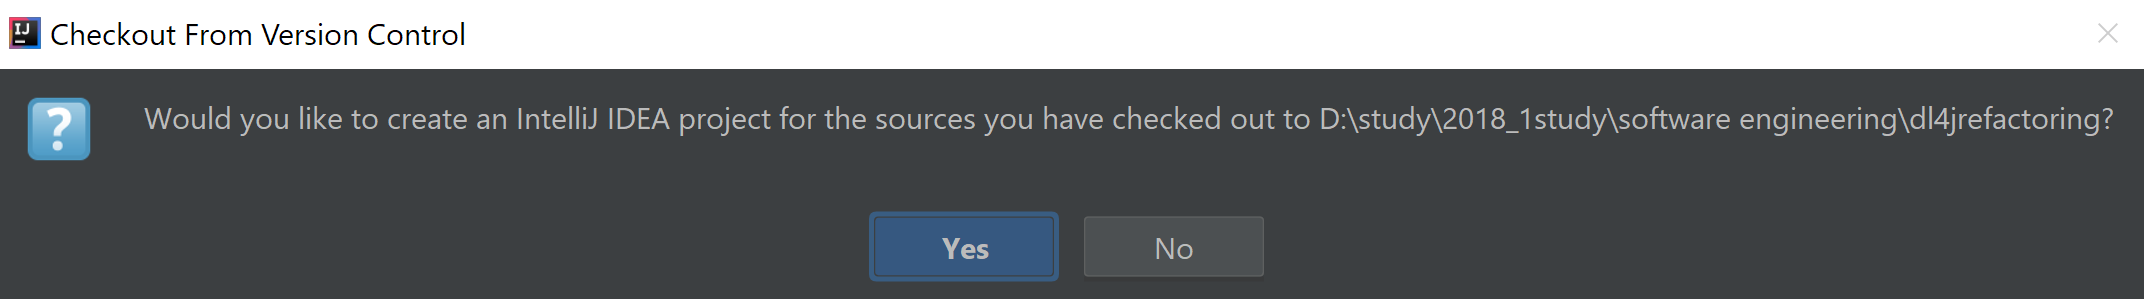 IJ
Checkout From Version Control
Would you like to create an IntelliJ IDEA project for the sources you have checked out to D:\study\2018_1study\software engineering\dl4jrefactoring?
Yes
No